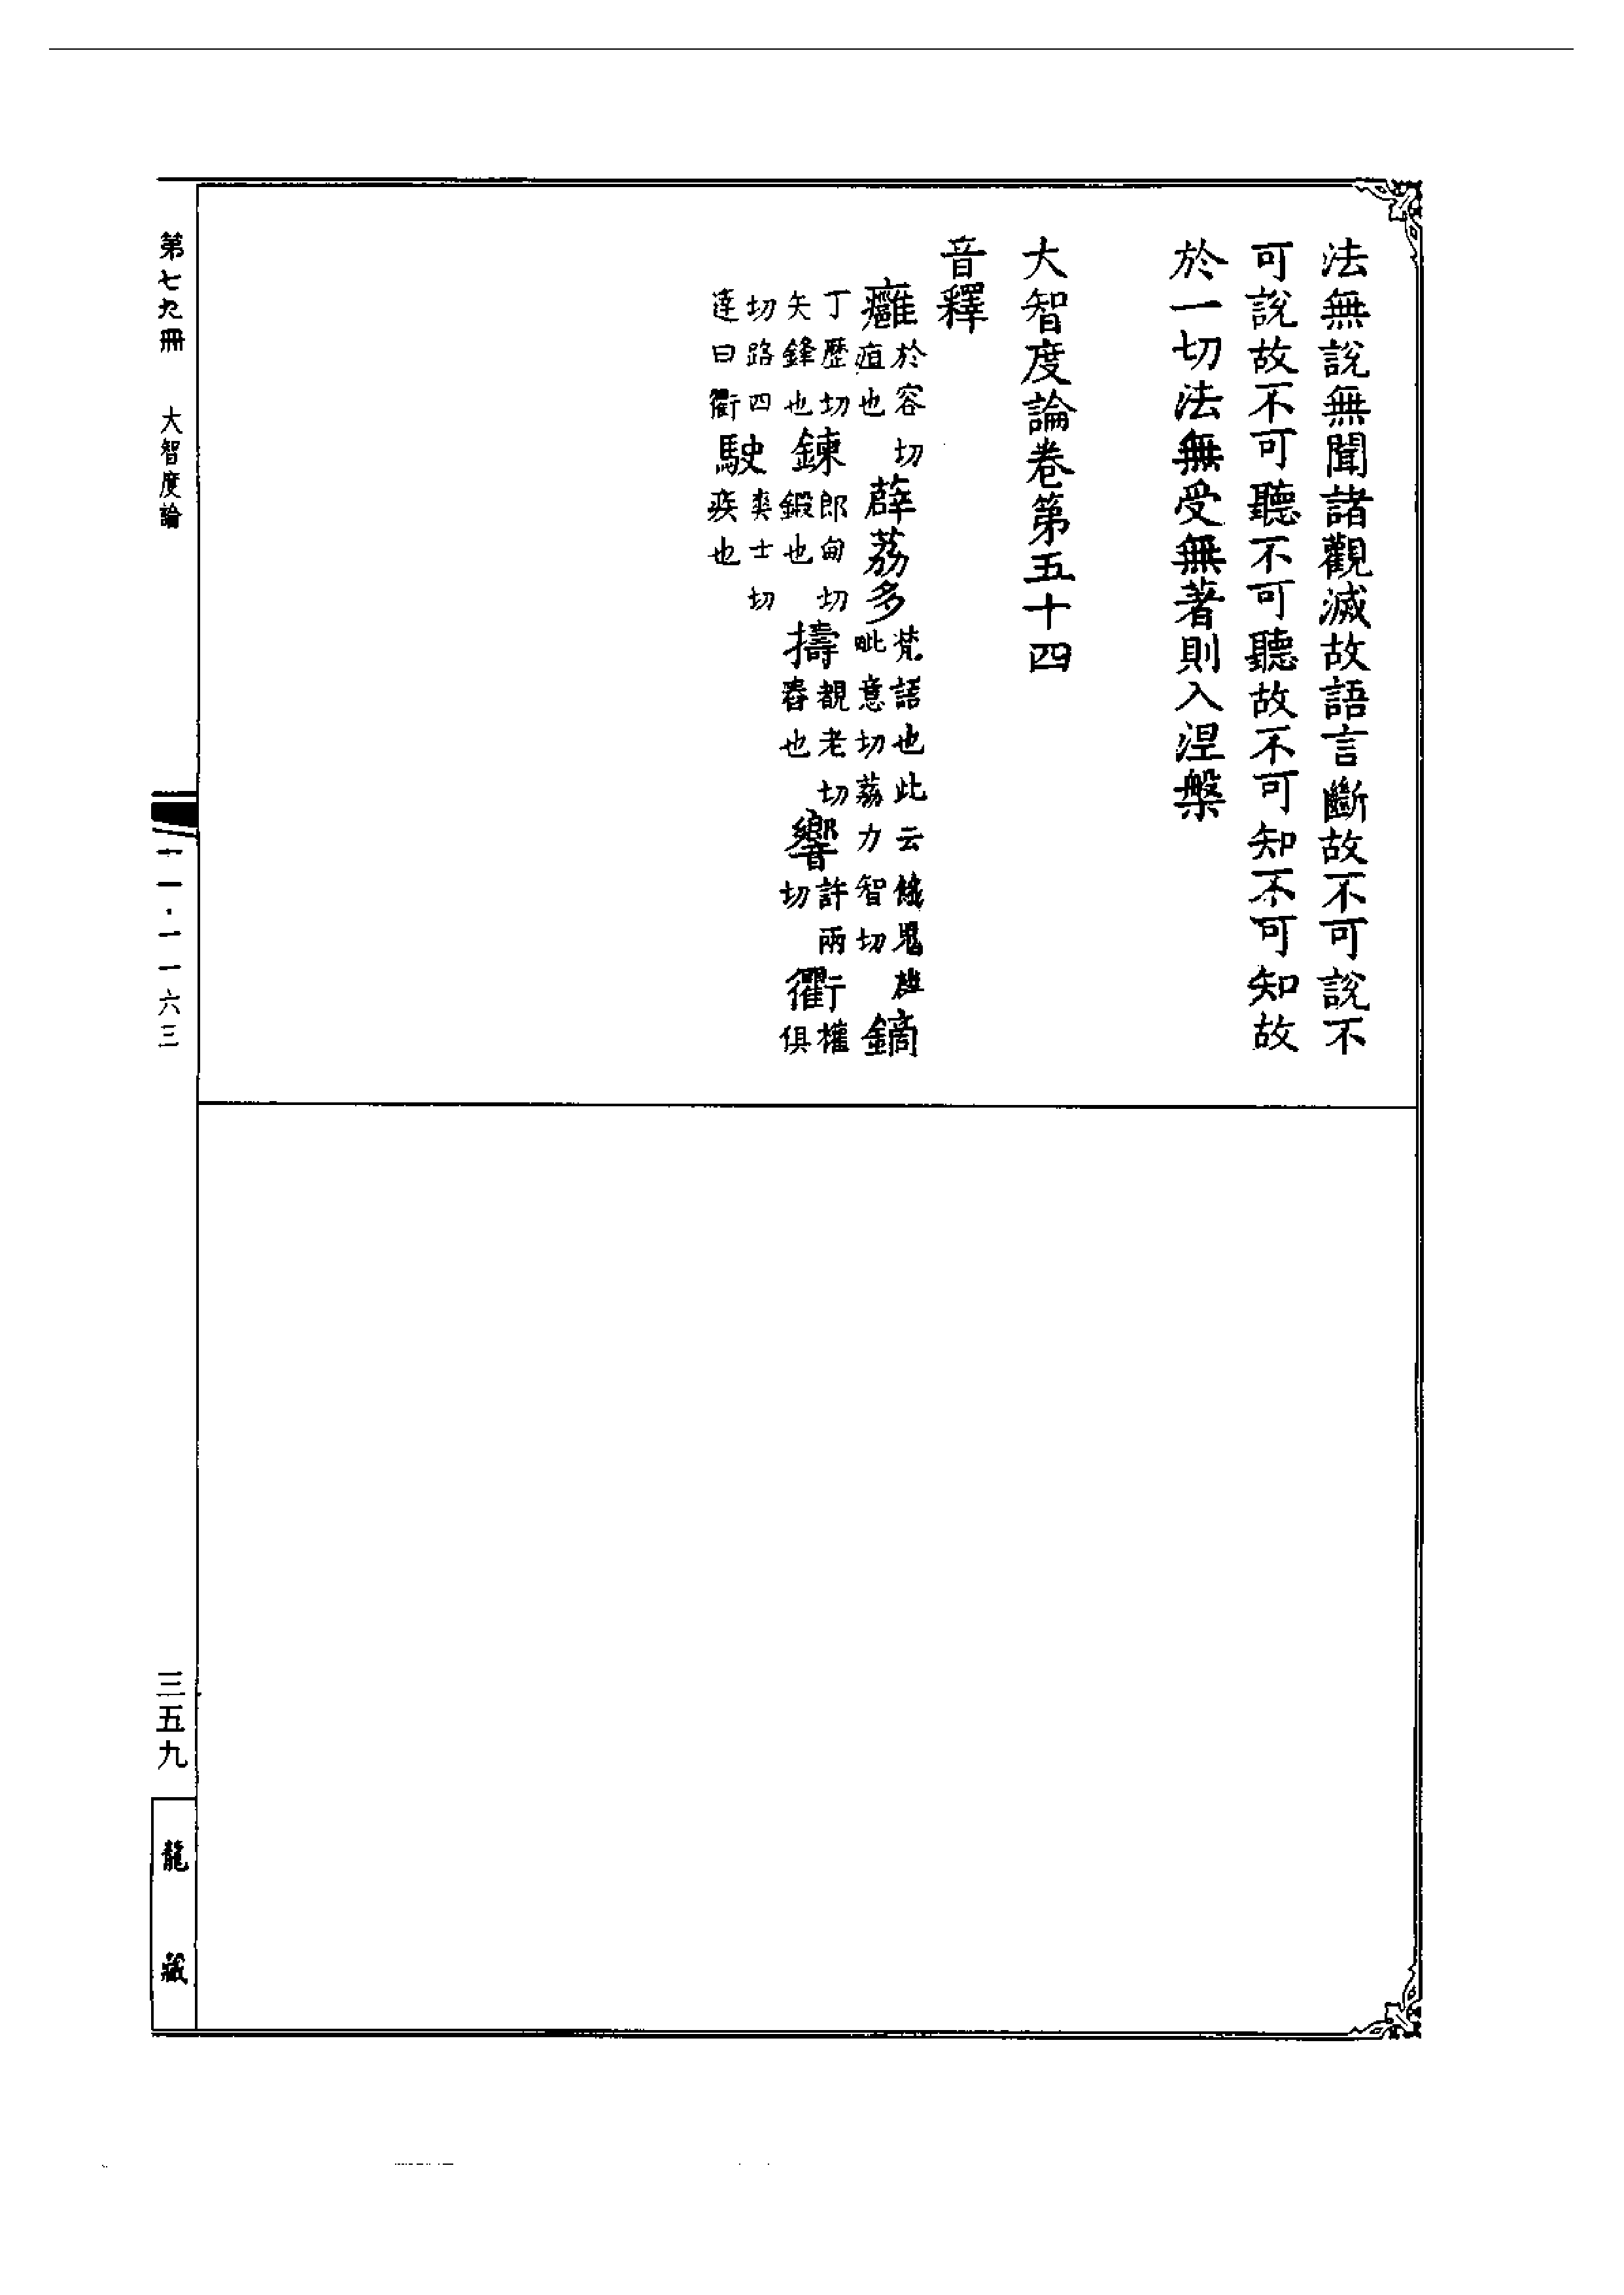 法無說無聞諸觀滅故語言斷故不可說不
可說故不可聽不可聽故不可知不可知故
於一切法無受無著則入涅槃
大智度論卷第五十四
音釋
癰於容切疽也薜荔多梵語也此云餓鬼薜毗意切荔力智切鏑
丁歷切矢鋒也鍊郎甸切鍛也擣覩老切舂也響許兩切衢權俱
切路四達曰衢駛爽士切疾也
第七九冊 大智度論
一一·一一六三
三五九
龍藏